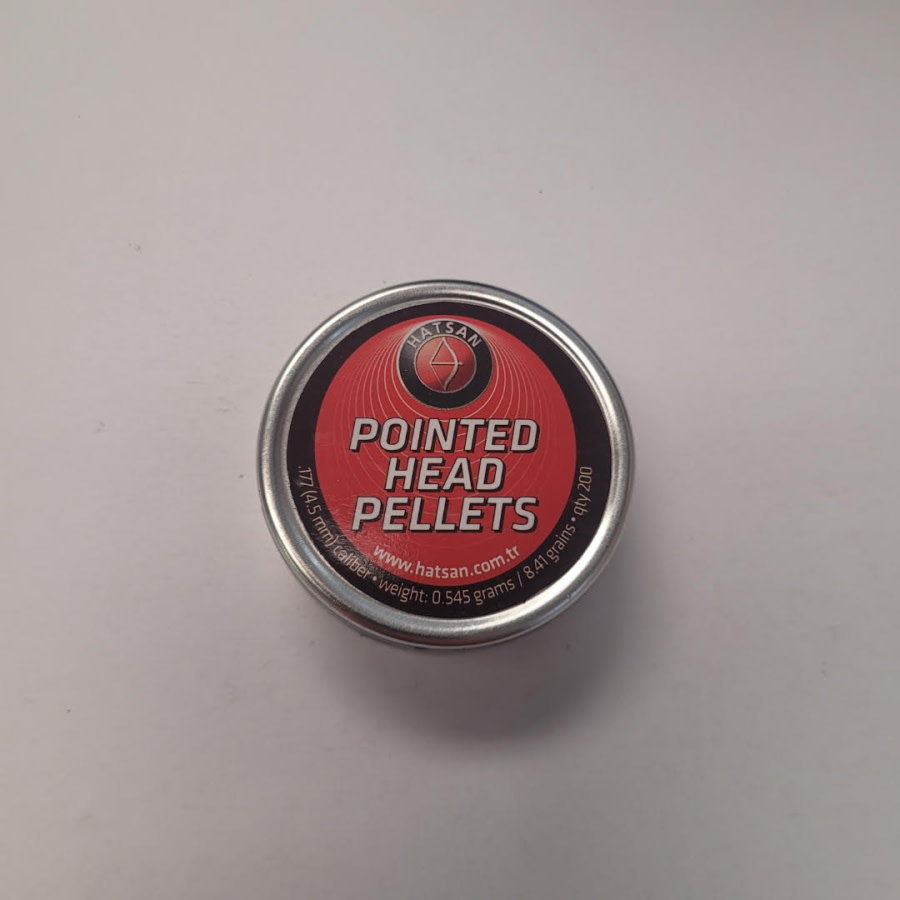 HATSAN
POINTED
HEAD
PELLETS
www.hatsan.com.tr
.177 (4.5 mm) caliber • weight: 0.545 grams / 8.41 grains • qty 200